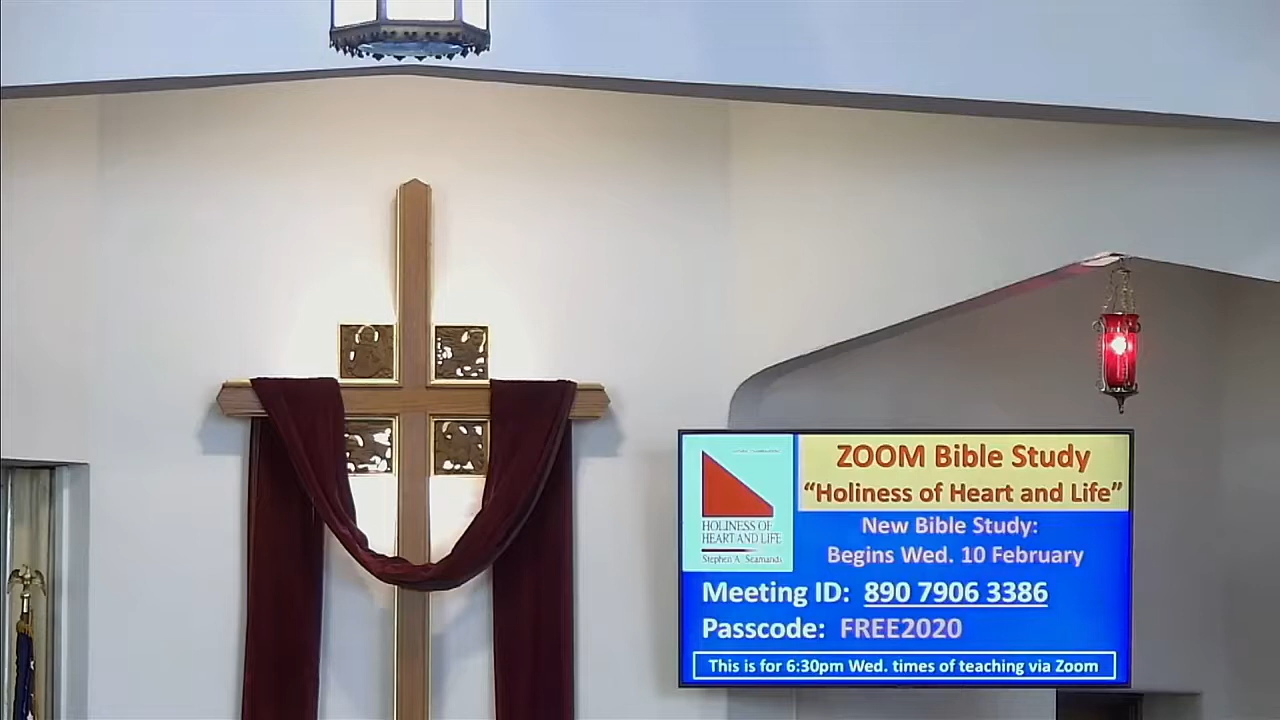 ZOOM Bible Study
“Holiness of Heart and Life”
HOLINESS OF
HEART AND LIFE
Stephen A. Seamands
New Bible Study:
Begins Wed. 10 February
Meeting ID: 890 7906 3386
Passcode: FREE2020
This is for 6:30pm Wed. times of teaching via Zoom